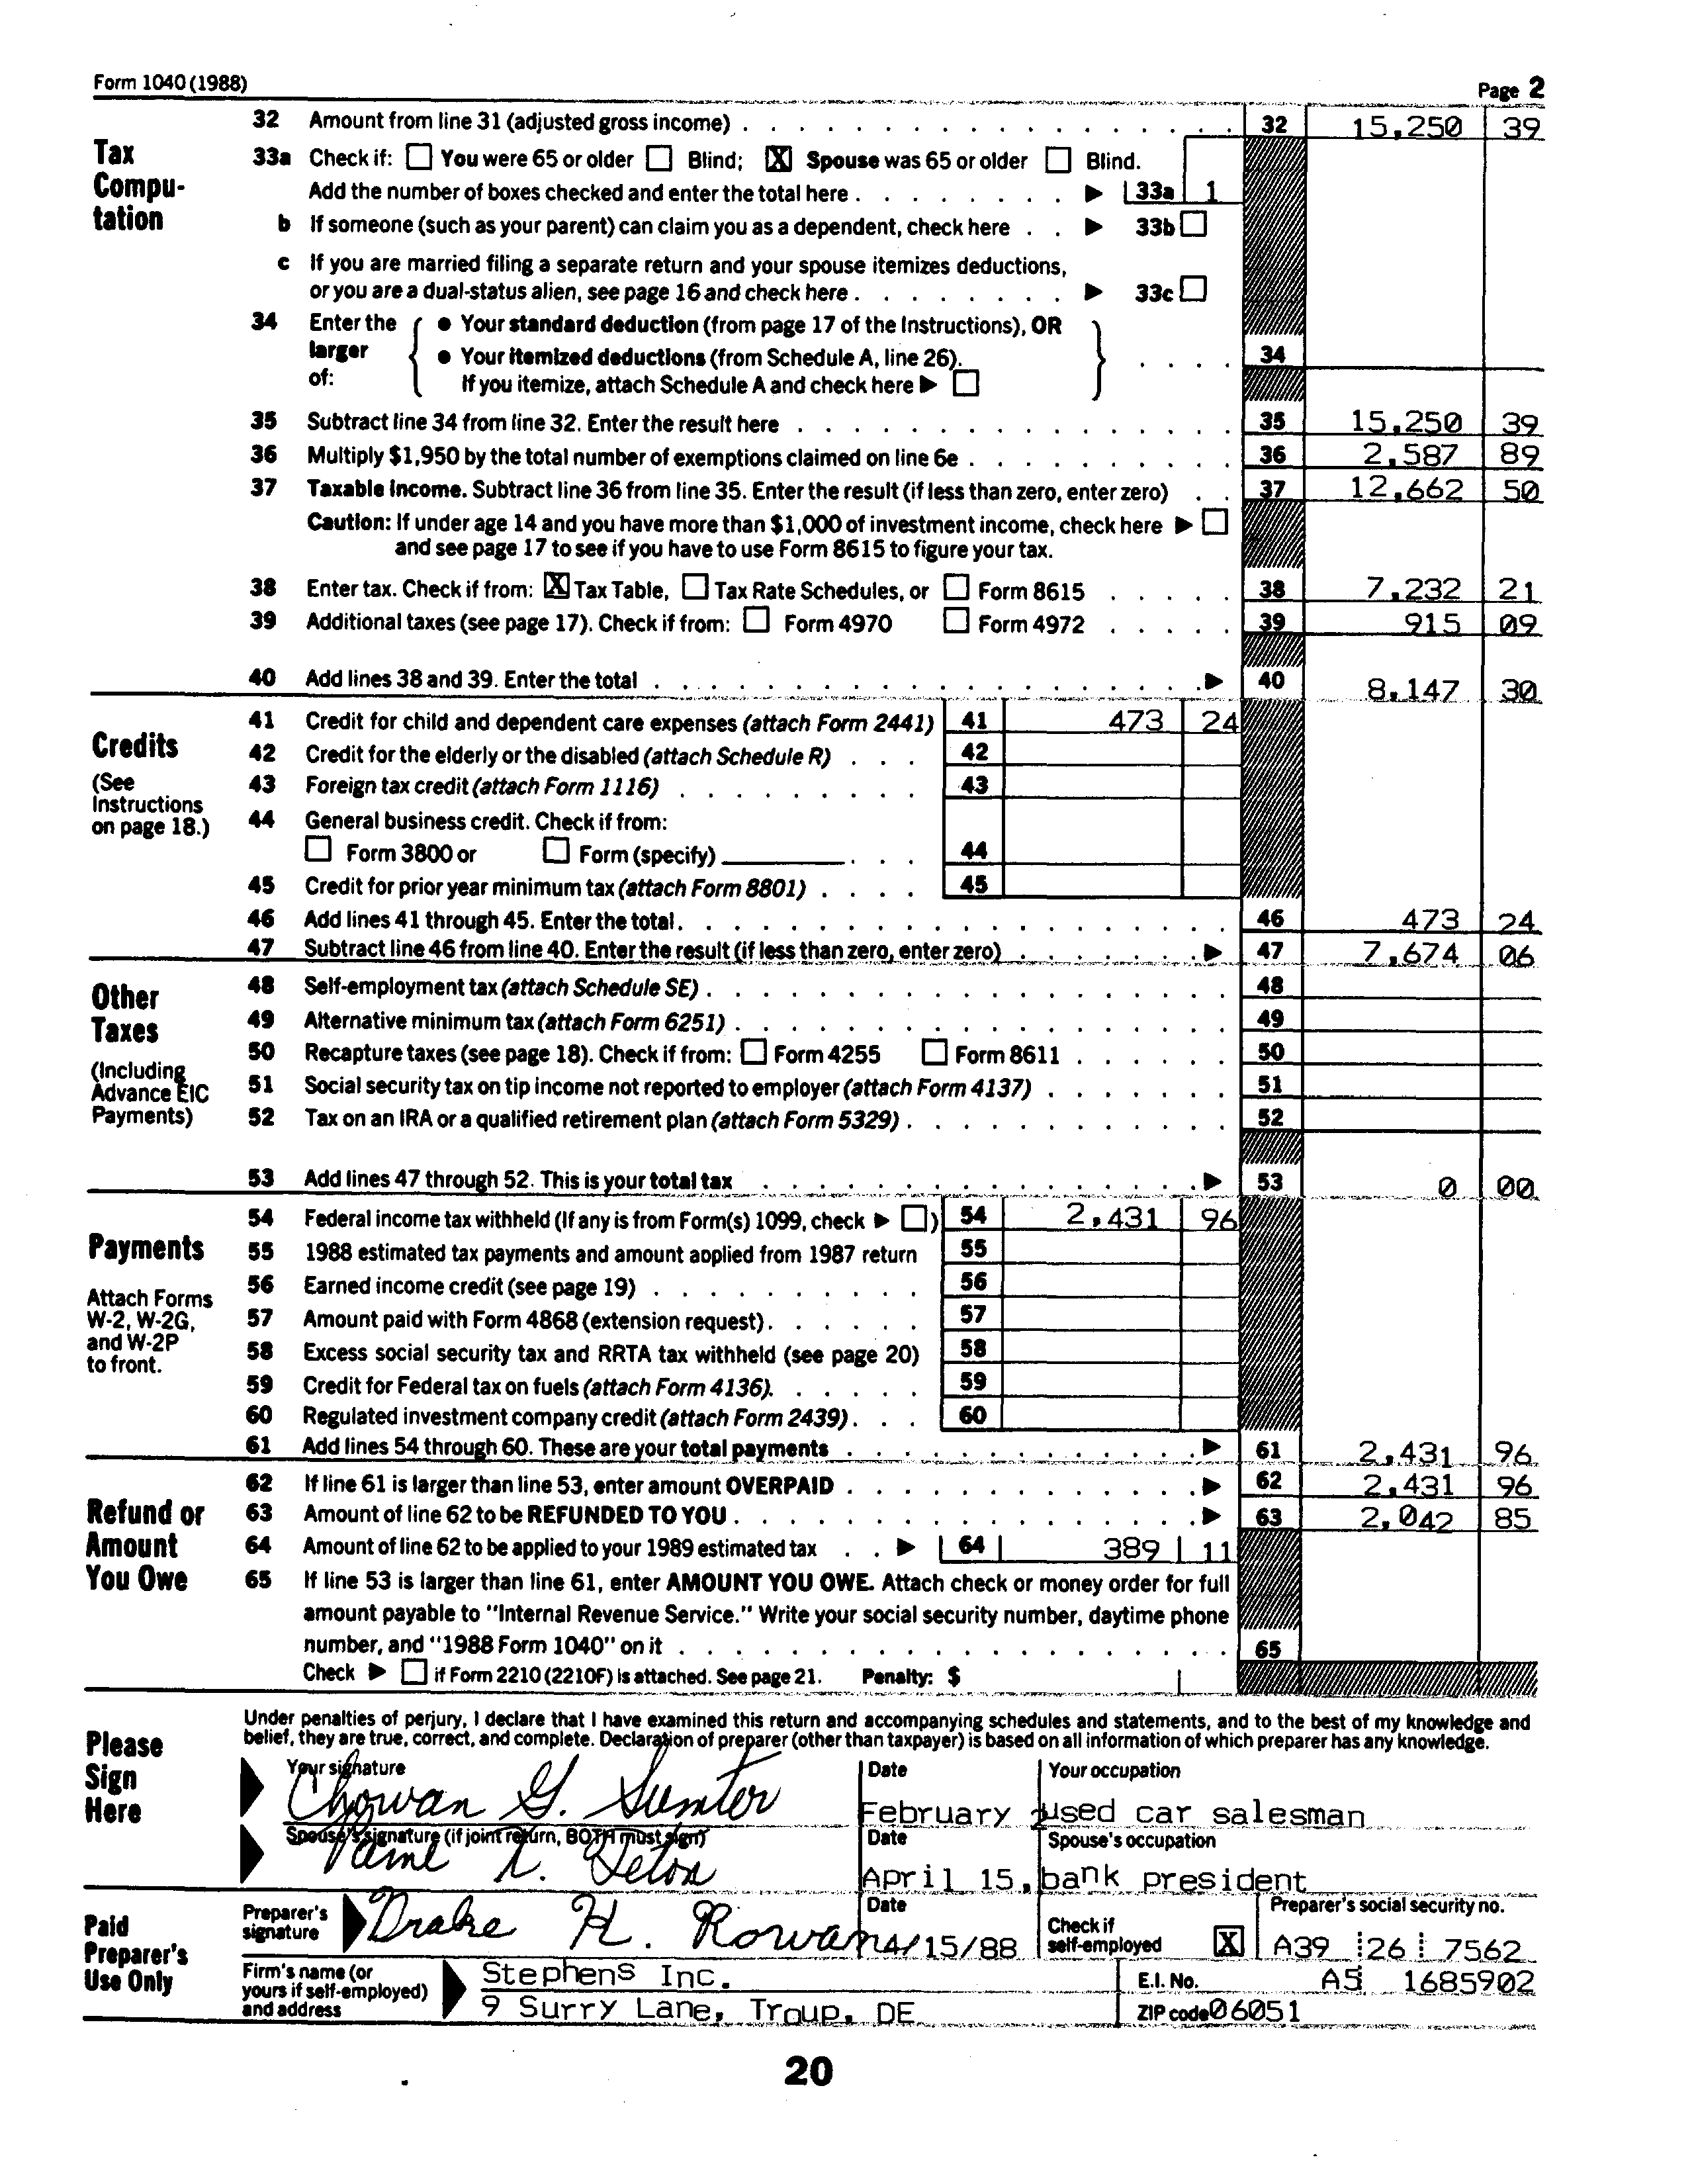 Form 1040 (1988) Page 2
Tax Compu-tation
32 Amount from line 31 (adjusted gross income) . . . . 32 15,250 39
33a Check if: ☐ You were 65 or older ☐ Blind; ☒ Spouse was 65 or older ☐ Blind.
Add the number of boxes checked and enter the total here . . . . ▶ 33a 1
b If someone (such as your parent) can claim you as a dependent, check here . . ▶ 33b ☐
c If you are married filing a separate return and your spouse itemizes deductions,
or you are a dual-status alien, see page 16 and check here . . . . ▶ 33c ☐
34 Enter the larger of: { ● Your standard deduction (from page 17 of the Instructions), OR
● Your itemized deductions (from Schedule A, line 26).
If you itemize, attach Schedule A and check here ▶ ☐ } . . . . 34
35 Subtract line 34 from line 32. Enter the result here . . . . 35 15,250 39
36 Multiply $1,950 by the total number of exemptions claimed on line 6e . . . . 36 2,587 89
37 Taxable income. Subtract line 36 from line 35. Enter the result (if less than zero, enter zero) . . 37 12,662 50
Caution: If under age 14 and you have more than $1,000 of investment income, check here ▶ ☐
and see page 17 to see if you have to use Form 8615 to figure your tax.
38 Enter tax. Check if from: ☒ Tax Table, ☐ Tax Rate Schedules, or ☐ Form 8615 . . . . 38 7,232 21
39 Additional taxes (see page 17). Check if from: ☐ Form 4970 ☐ Form 4972 . . . . 39 915 09
40 Add lines 38 and 39. Enter the total . . . . ▶ 40 8,147 30
Credits
(See Instructions on page 18.)
41 Credit for child and dependent care expenses (attach Form 2441) 41 473 24
42 Credit for the elderly or the disabled (attach Schedule R) . . . 42
43 Foreign tax credit (attach Form 1116) . . . . 43
44 General business credit. Check if from:
☐ Form 3800 or ☐ Form (specify) ______ . . . 44
45 Credit for prior year minimum tax (attach Form 8801) . . . . 45
46 Add lines 41 through 45. Enter the total . . . . 46 473 24
47 Subtract line 46 from line 40. Enter the result (if less than zero, enter zero) . . . . ▶ 47 7,674 06
Other Taxes
(Including Advance EIC Payments)
48 Self-employment tax (attach Schedule SE) . . . . 48
49 Alternative minimum tax (attach Form 6251) . . . . 49
50 Recapture taxes (see page 18). Check if from: ☐ Form 4255 ☐ Form 8611 . . . . 50
51 Social security tax on tip income not reported to employer (attach Form 4137) . . . . 51
52 Tax on an IRA or a qualified retirement plan (attach Form 5329) . . . . 52
53 Add lines 47 through 52. This is your total tax . . . . ▶ 53 0 00
Payments
Attach Forms W-2, W-2G, and W-2P to front.
54 Federal income tax withheld (If any is from Form(s) 1099, check ▶ ☐) 54 2,431 96
55 1988 estimated tax payments and amount applied from 1987 return 55
56 Earned income credit (see page 19) . . . . 56
57 Amount paid with Form 4868 (extension request) . . . . 57
58 Excess social security tax and RRTA tax withheld (see page 20) 58
59 Credit for Federal tax on fuels (attach Form 4136) . . . . 59
60 Regulated investment company credit (attach Form 2439) . . . 60
61 Add lines 54 through 60. These are your total payments . . . . ▶ 61 2,431 96
Refund or Amount You Owe
62 If line 61 is larger than line 53, enter amount OVERPAID . . . . ▶ 62 2,431 96
63 Amount of line 62 to be REFUNDED TO YOU . . . . ▶ 63 2,042 85
64 Amount of line 62 to be applied to your 1989 estimated tax . . ▶ 64 389 11
65 If line 53 is larger than line 61, enter AMOUNT YOU OWE. Attach check or money order for full
amount payable to "Internal Revenue Service." Write your social security number, daytime phone
number, and "1988 Form 1040" on it . . . . 65
Check ▶ ☐ if Form 2210 (2210F) is attached. See page 21. Penalty: $
Please Sign Here
Under penalties of perjury, I declare that I have examined this return and accompanying schedules and statements, and to the best of my knowledge and
belief, they are true, correct, and complete. Declaration of preparer (other than taxpayer) is based on all information of which preparer has any knowledge.
Your signature Date Your occupation
Chowan G. Sumter February used car salesman
Spouse's signature (if joint return, BOTH must sign) Date Spouse's occupation
Teton April 15, bank president
Paid Preparer's Use Only
Preparer's signature Drake H. Rowan Date 4/15/88 Check if self-employed ☒ Preparer's social security no. A39 26 7562
Firm's name (or yours if self-employed) and address Stephens Inc. E.I. No. A5 1685902
9 Surry Lane, Troup, DE ZIP code 06051
20